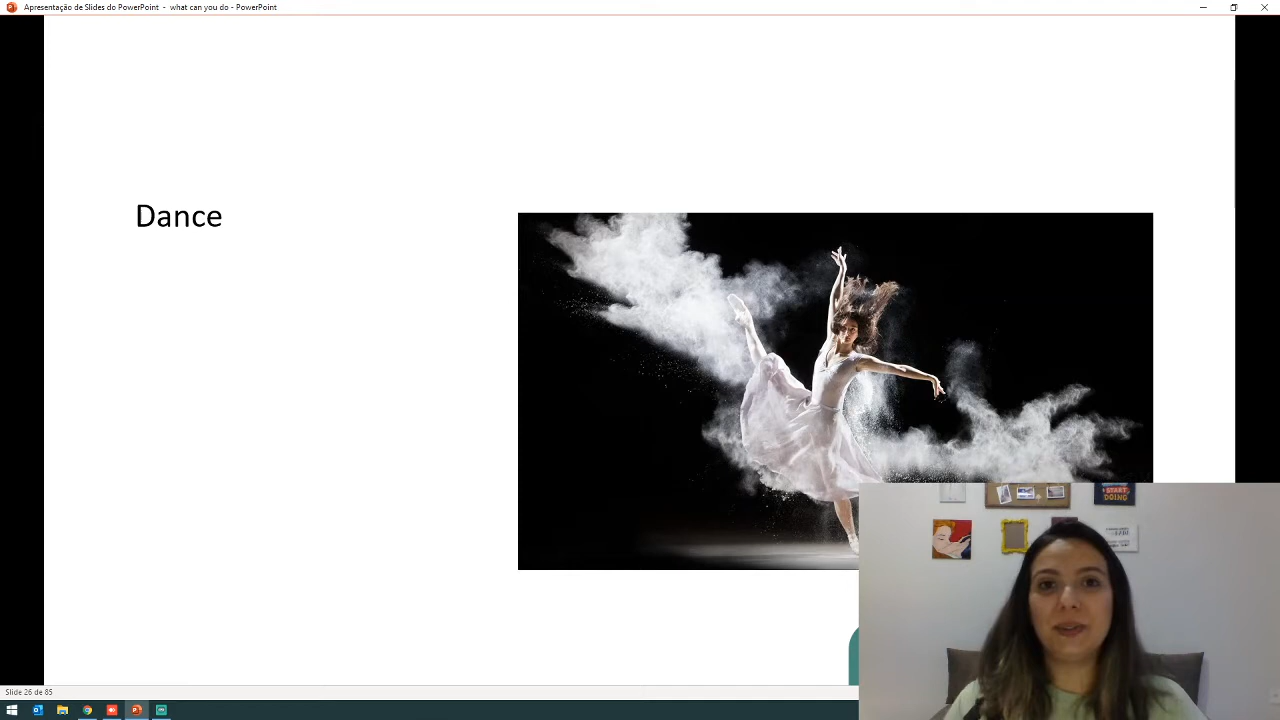 Apresentação de Slides do PowerPoint - what can you do - PowerPoint
Dance
START
DOING
Slide 26 de 85